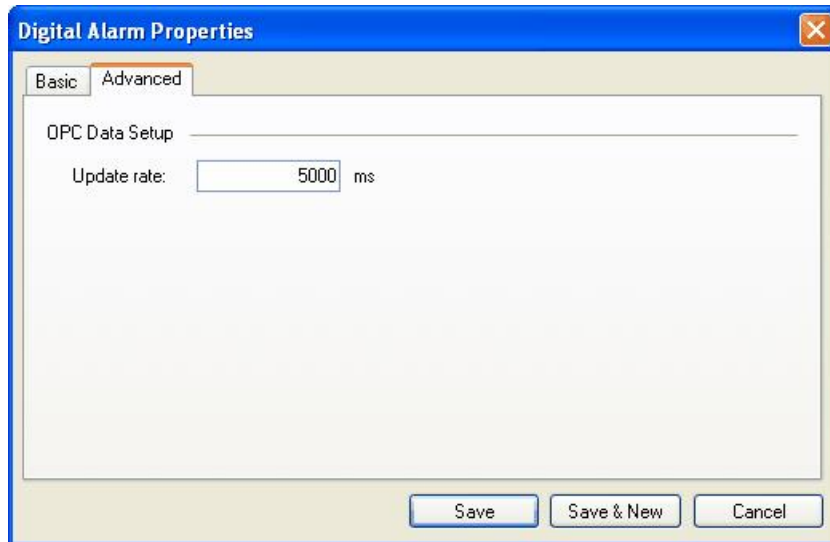 Digital Alarm Properties
Basic Advanced
OPC Data Setup
Update rate: 5000 ms
Save Save & New Cancel